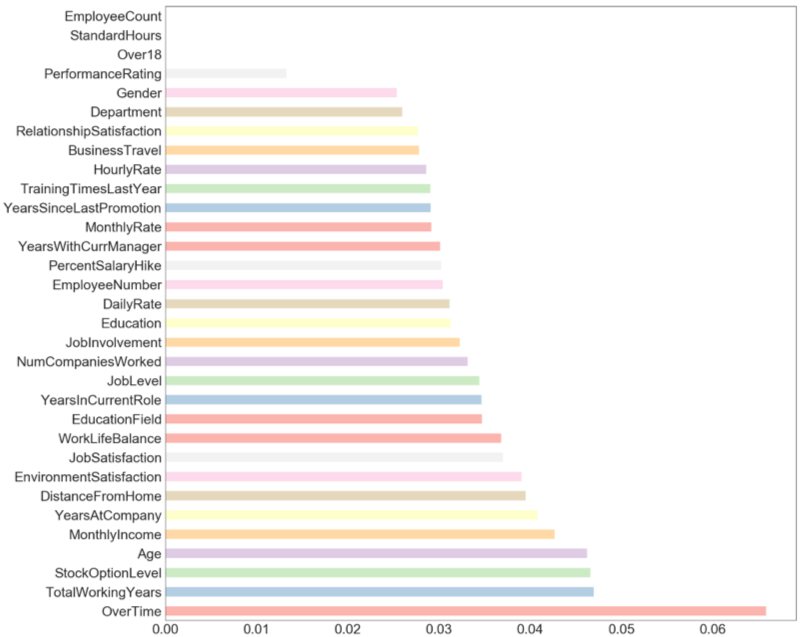 EmployeeCount
StandardHours
Over18
PerformanceRating
Gender
Department
RelationshipSatisfaction
BusinessTravel
HourlyRate
TrainingTimesLastYear
YearsSinceLastPromotion
MonthlyRate
YearsWithCurrManager
PercentSalaryHike
EmployeeNumber
DailyRate
Education
JobInvolvement
NumCompaniesWorked
JobLevel
YearsInCurrentRole
EducationField
WorkLifeBalance
JobSatisfaction
EnvironmentSatisfaction
DistanceFromHome
YearsAtCompany
MonthlyIncome
Age
StockOptionLevel
TotalWorkingYears
OverTime
0.00 0.01 0.02 0.03 0.04 0.05 0.06